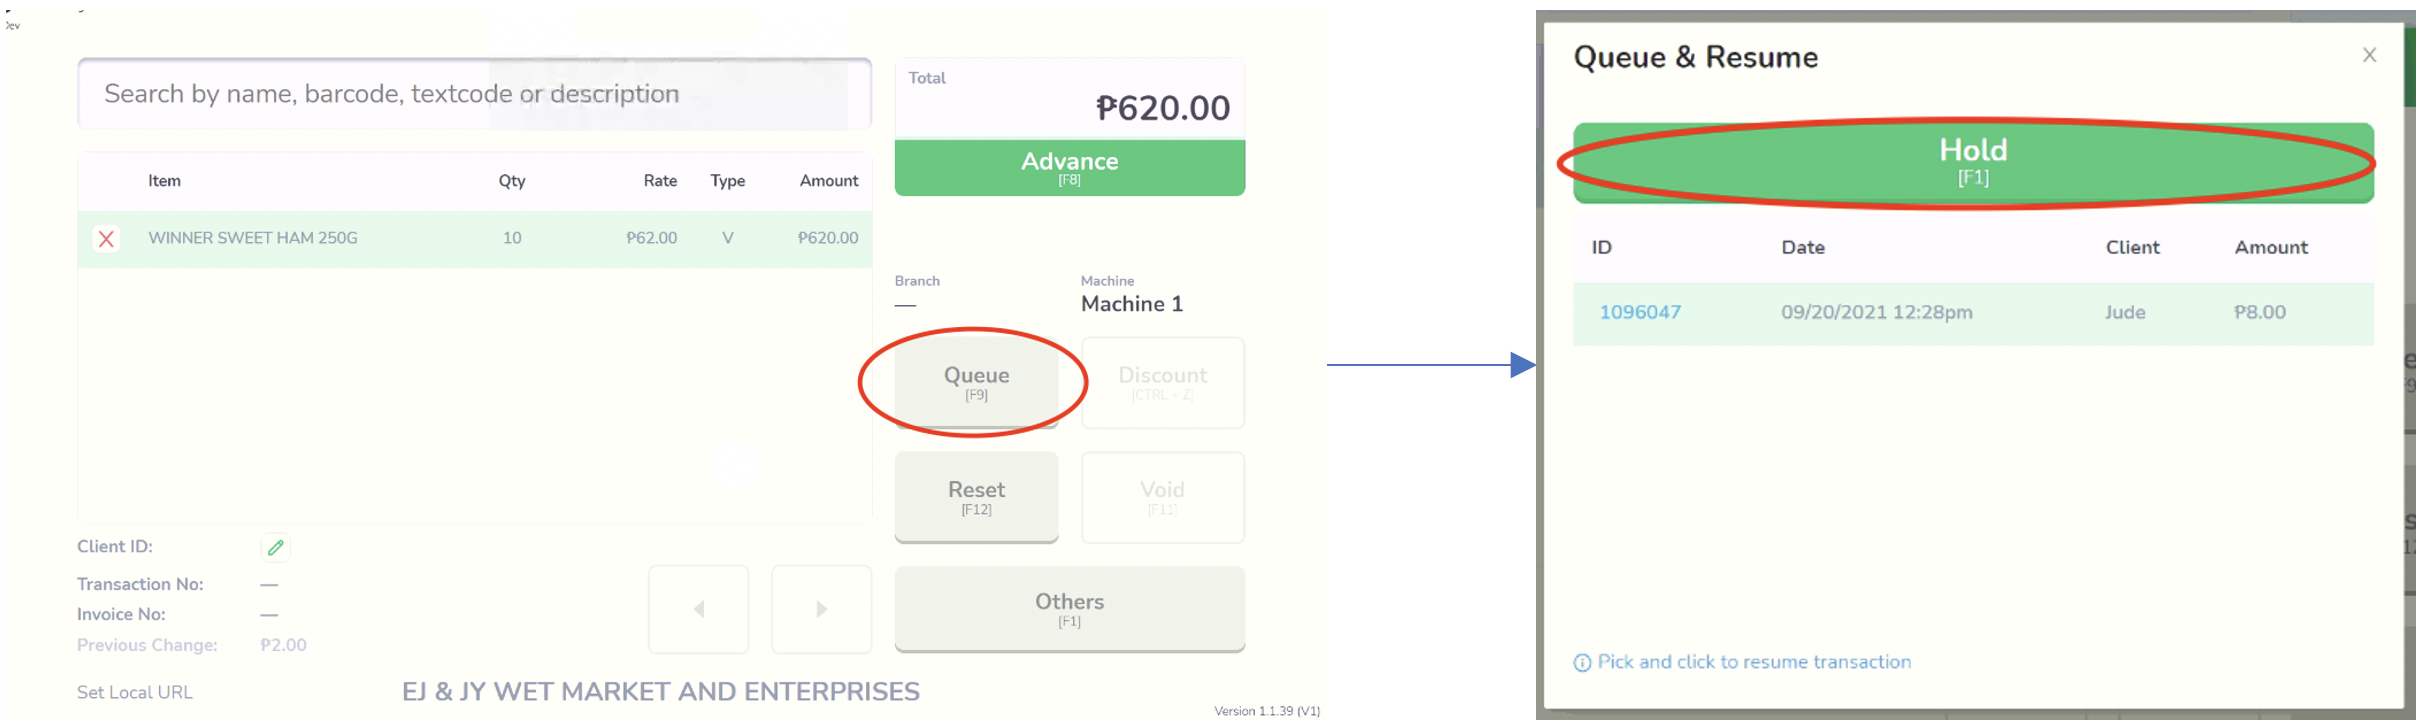 Dev
Search by name, barcode, textcode or description
Total
₱620.00
Advance
[F8]
Item Qty Rate Type Amount
WINNER SWEET HAM 250G 10 ₱62.00 V ₱620.00
Branch Machine
— Machine 1
Queue
[F9]
Discount
[CTRL + Z]
Reset
[F12]
Void
[F11]
Others
[F1]
Client ID:
Transaction No: —
Invoice No: —
Previous Change: ₱2.00
Set Local URL
EJ & JY WET MARKET AND ENTERPRISES
Version 1.1.39 (V1)
Queue & Resume
Hold
[F1]
ID Date Client Amount
1096047 09/20/2021 12:28pm Jude ₱8.00
Pick and click to resume transaction